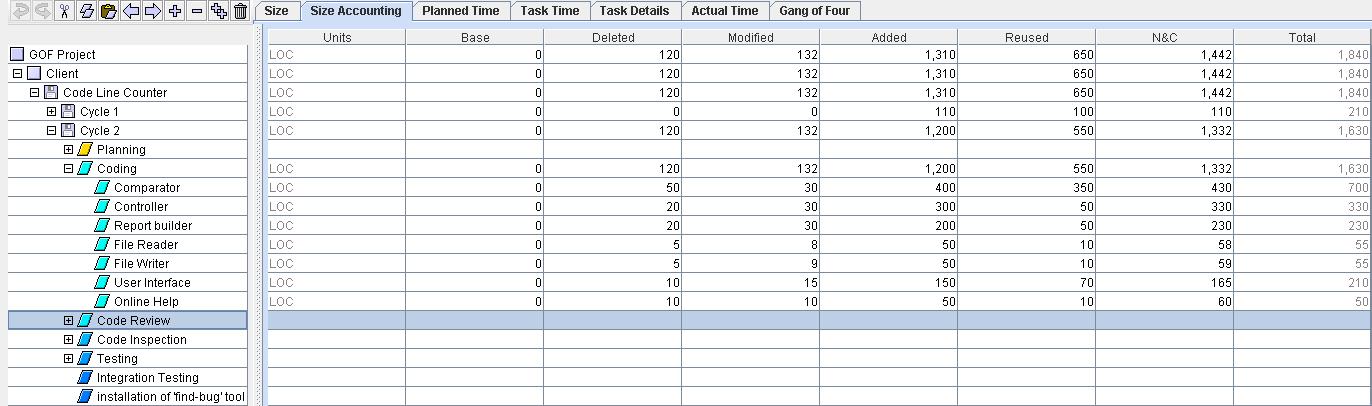 Size Size Accounting Planned Time Task Time Task Details Actual Time Gang of Four
Units Base Deleted Modified Added Reused N&C Total
GOF Project LOC 0 120 132 1,310 650 1,442 1,840
Client LOC 0 120 132 1,310 650 1,442 1,840
Code Line Counter LOC 0 120 132 1,310 650 1,442 1,840
Cycle 1 LOC 0 0 0 110 100 110 210
Cycle 2 LOC 0 120 132 1,200 550 1,332 1,630
Planning
Coding LOC 0 120 132 1,200 550 1,332 1,630
Comparator LOC 0 50 30 400 350 430 700
Controller LOC 0 20 30 300 50 330 330
Report builder LOC 0 20 30 200 50 230 230
File Reader LOC 0 5 8 50 10 58 55
File Writer LOC 0 5 9 50 10 59 55
User Interface LOC 0 10 15 150 70 165 210
Online Help LOC 0 10 10 50 10 60 50
Code Review
Code Inspection
Testing
Integration Testing
installation of 'find-bug' tool